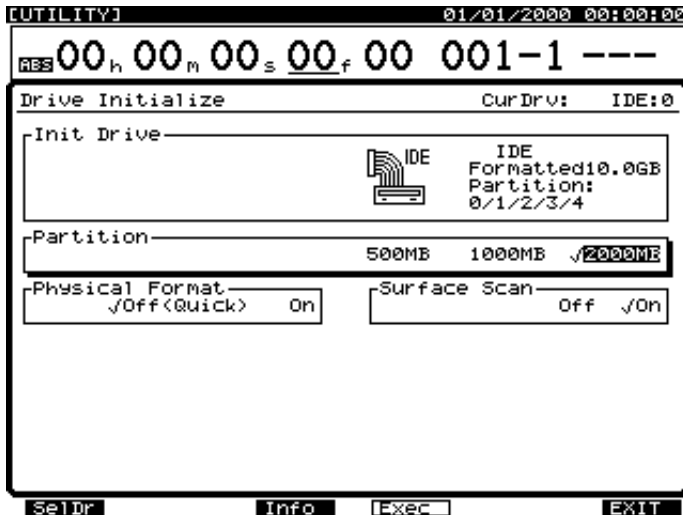 [UTILITY] 01/01/2000 00:00:00
ABS 00h 00m 00s 00f 00 001-1 ---
Drive Initialize CurDrv: IDE:0
Init Drive
IDE IDE
Formatted10.0GB
Partition:
0/1/2/3/4
Partition
500MB 1000MB √2000MB
Physical Format Surface Scan
√Off(Quick) On Off √On
SelDr Info Exec EXIT